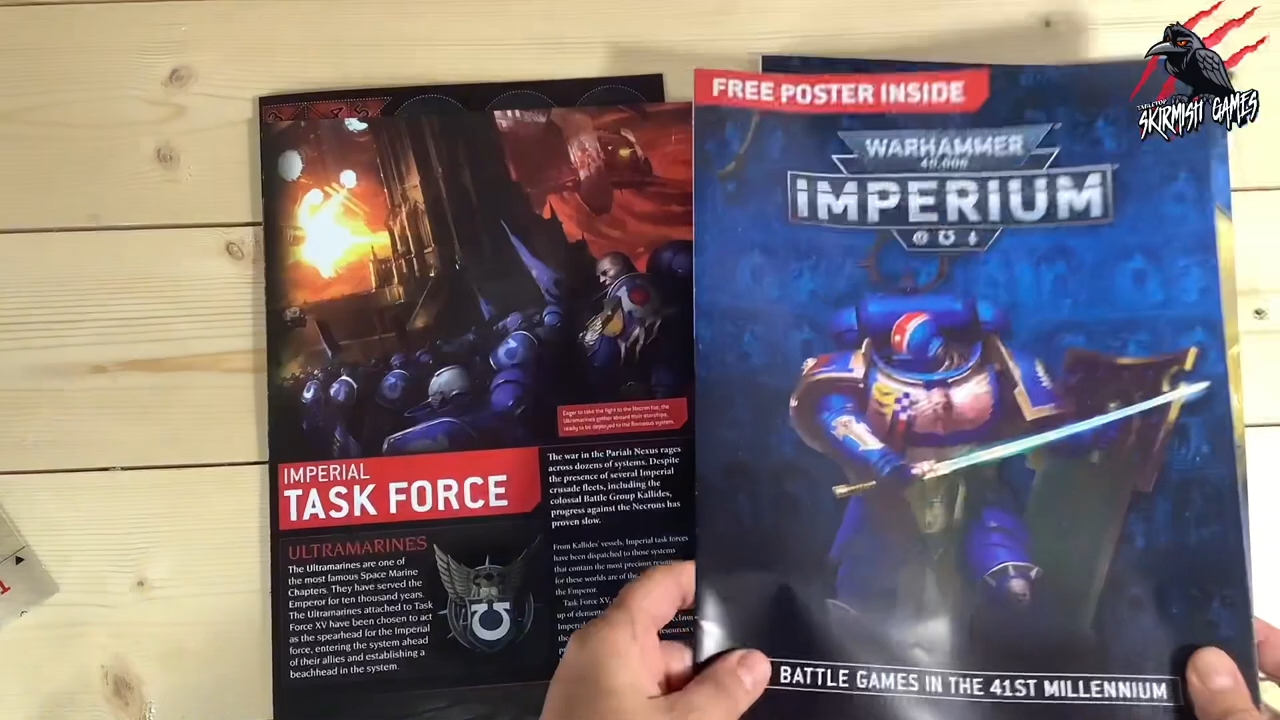 FREE POSTER INSIDE
WARHAMMER
40,000
IMPERIUM
BATTLE GAMES IN THE 41ST MILLENNIUM
TABLETOP
SKIRMISH GAMES
Eager to take the fight to the Necron foe, the
Ultramarines gather aboard their starships,
ready to be deployed to the
IMPERIAL
TASK FORCE
ULTRAMARINES
The Ultramarines are one of
the most famous Space Marine
Chapters. They have served the
Emperor for ten thousand years.
The Ultramarines attached to Task
Force XV have been chosen to act
as the spearhead for the Imperial
force, entering the system ahead
of their allies and establishing a
beachhead in the system.
The war in the Pariah Nexus rages
across dozens of systems. Despite
the presence of several Imperial
crusade fleets, including the
colossal Battle Group Kallides,
progress against the Necrons has
proven slow.
From Kallides' vessels, Imperial task forces
have been dispatched to those systems
that contain the most precious
for these worlds are of the
the Emperor.
Task Force XV,
up of
1